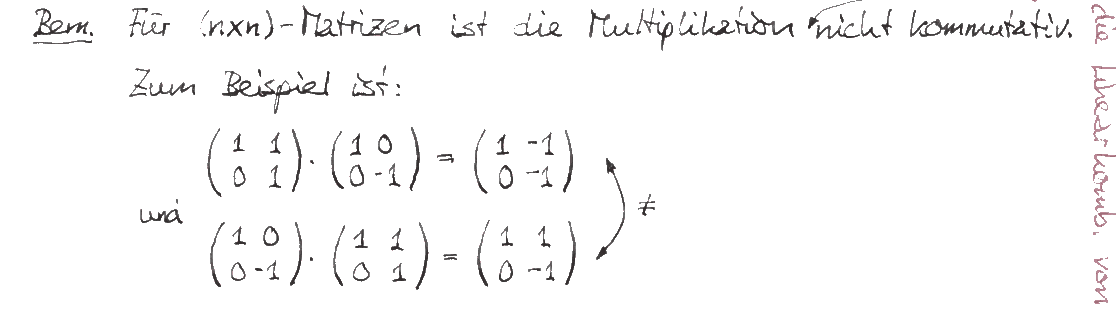 Bem. Für (n×n)-Matrizen ist die Multiplikation nicht kommutativ.
Zum Beispiel ist:
( 1 1 ; 0 1 ) · ( 1 0 ; 0 -1 ) = ( 1 -1 ; 0 -1 )
und ≠
( 1 0 ; 0 -1 ) · ( 1 1 ; 0 1 ) = ( 1 1 ; 0 -1 )
die Linearkomb. von